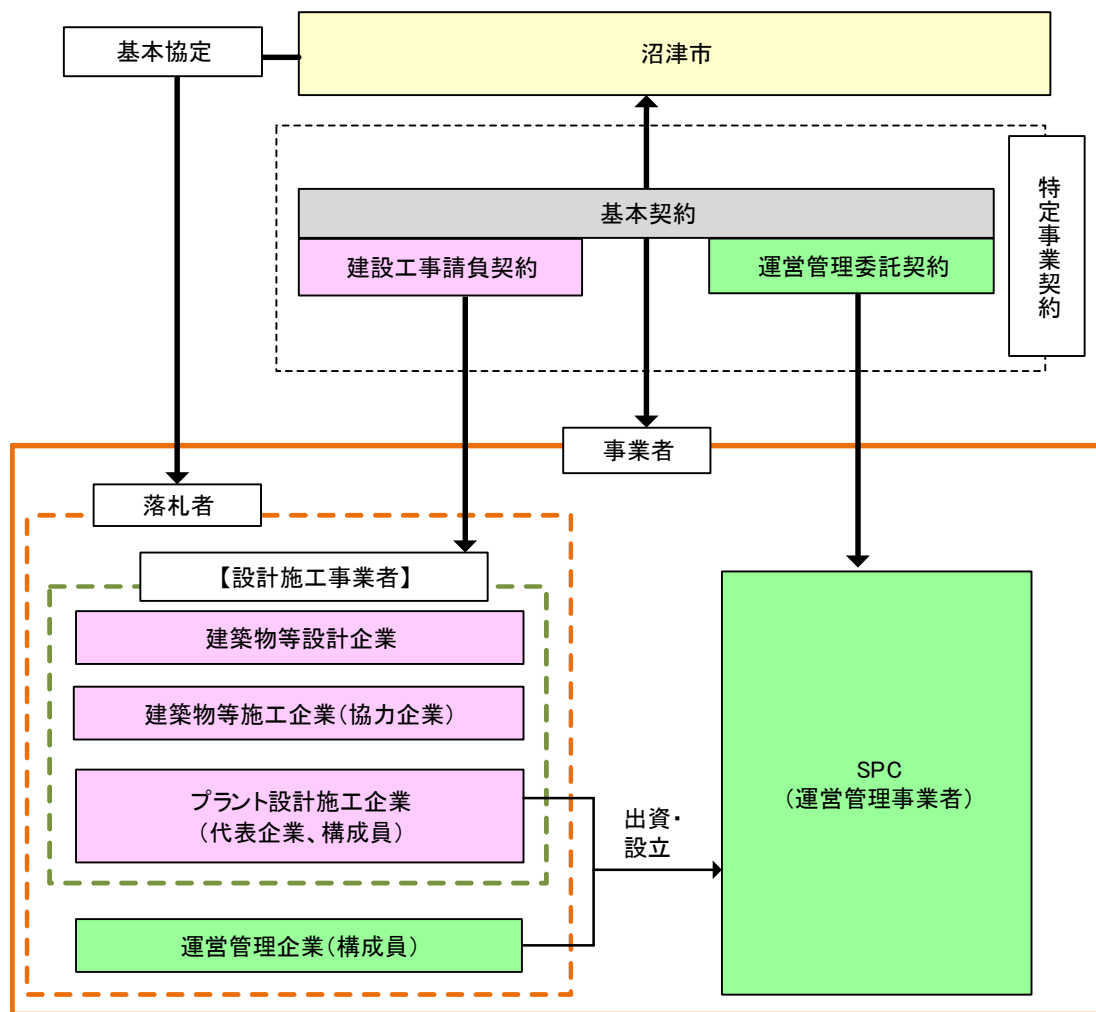 基本協定
沼津市
特定事業契約
基本契約
建設工事請負契約
運営管理委託契約
事業者
落札者
【設計施工事業者】
建築物等設計企業
建築物等施工企業(協力企業)
プラント設計施工企業
(代表企業、構成員)
運営管理企業(構成員)
出資・
設立
SPC
(運営管理事業者)